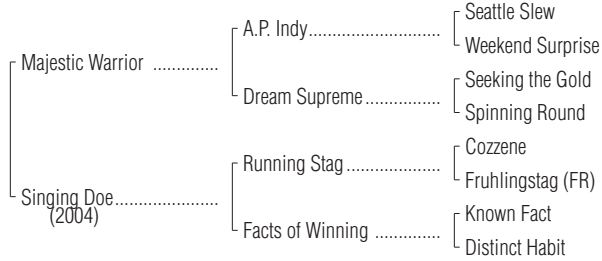 Seattle Slew
A.P. Indy..............................
Weekend Surprise
Majestic Warrior ...............
Seeking the Gold
Dream Supreme.................
Spinning Round
Cozzene
Running Stag.....................
Fruhlingstag (FR)
Singing Doe.......................
(2004)
Known Fact
Facts of Winning ...............
Distinct Habit